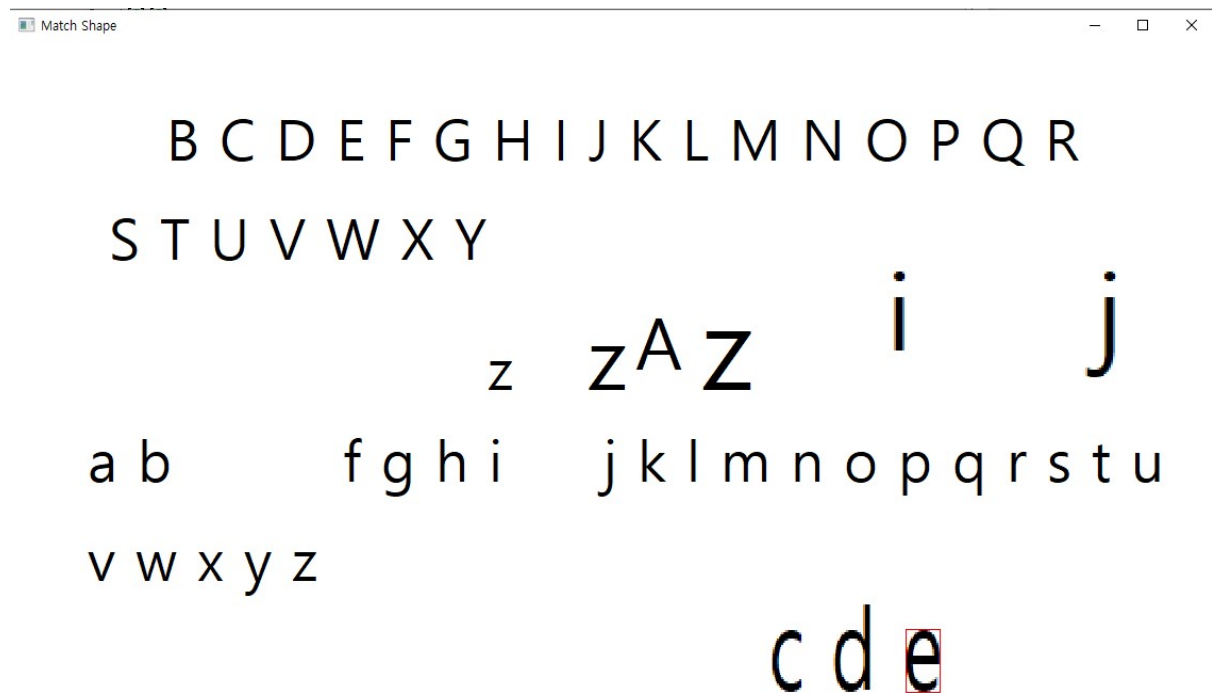 Match Shape
B C D E F G H I J K L M N O P Q R
S T U V W X Y
i j
z z A z
a b f g h i j k l m n o p q r s t u
v w x y z
c d e